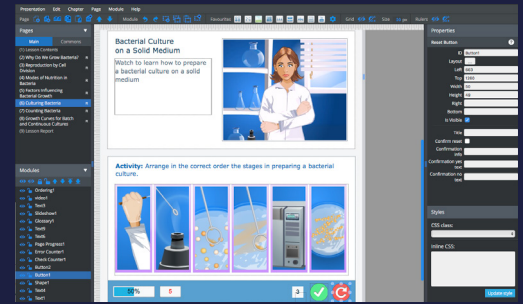 Presentation Edit Chapter Page Module Help
Page
Module
Favourites
Grid
Size
px
Rulers
Pages
Main Commons
(1) Lesson Contents
(2) Why Do We Grow Bacteria?
(3) Reproduction by Cell
Division
(4) Modes of Nutrition in
Bacteria
(5) Factors Influencing
Bacterial Growth
(6) Culturing Bacteria
(7) Counting Bacteria
(8) Growth Curves for Batch
and Continuous Cultures
(9) Lesson Report
Modules
Ordering1
video1
Text3
Slideshow1
Glossary1
Text9
Text6
Page Progress1
Error Counter1
Check Counter1
Button2
Button1
Shape1
Text4
Text1
Bacterial Culture
on a Solid Medium
Watch to learn how to prepare
a bacterial culture on a solid
medium
Activity: Arrange in the correct order the stages in preparing a bacterial
culture.
50%
5
3
Properties
Reset Button
ID Button1
Layout
Left
Top
Width
Height
Right
Bottom
Is Visible
Title
Confirm reset
Confirmation
info
Confirmation yes
text
Confirmation no
text
Styles
CSS class:
Inline CSS:
Update style